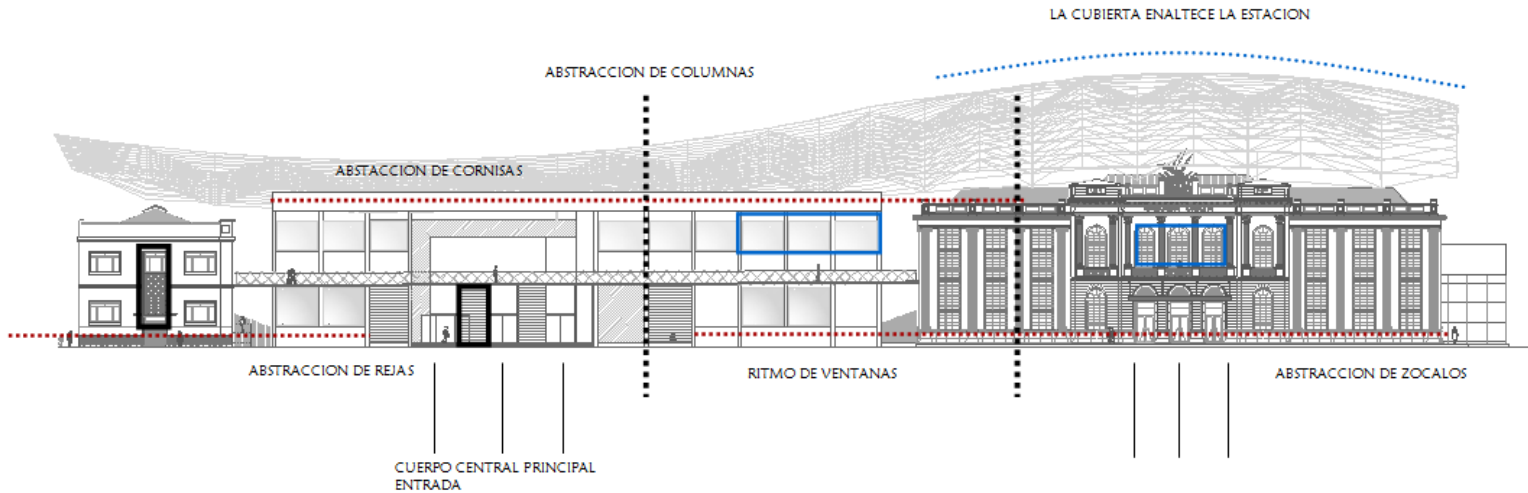 LA CUBIERTA ENALTECE LA ESTACION
ABSTRACCION DE COLUMNAS
ABSTACCION DE CORNISAS
ABSTRACCION DE REJAS
RITMO DE VENTANAS
ABSTRACCION DE ZOCALOS
CUERPO CENTRAL PRINCIPAL
ENTRADA